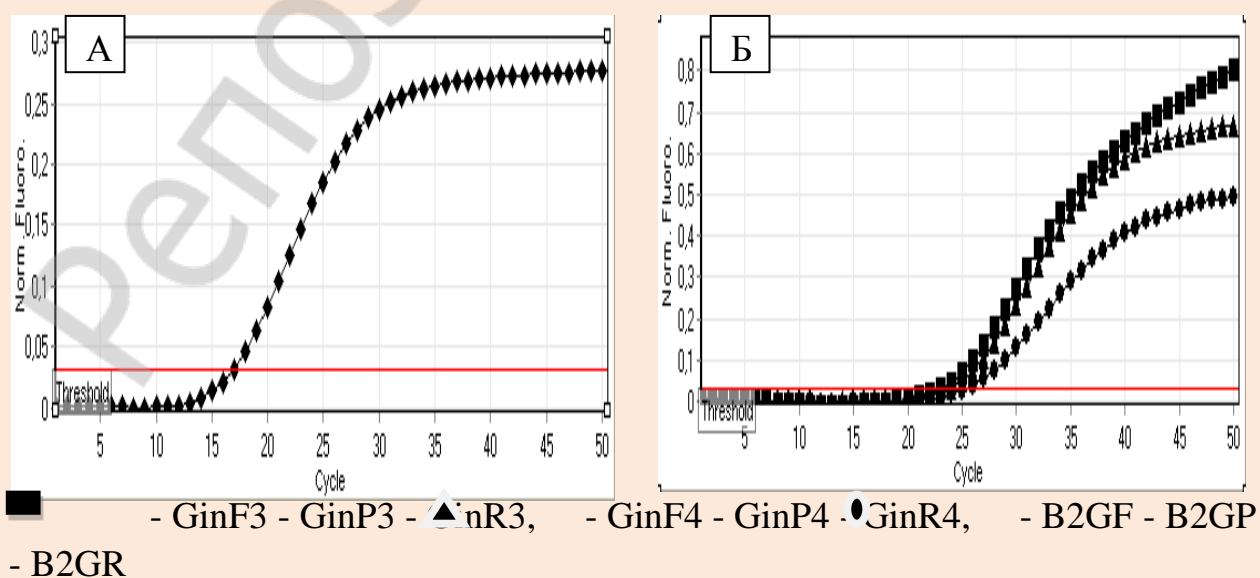 А
0,3
0,25
0,2
0,15
0,1
0,05
0
Norm. Fluoro.
Threshold
5 10 15 20 25 30 35 40 45 50
Cycle
Б
0,8
0,7
0,6
0,5
0,4
0,3
0,2
0,1
0
Norm. Fluoro.
Threshold
5 10 15 20 25 30 35 40 45 50
Cycle
Репо
- GinF3 - GinP3 - GinR3, - GinF4 - GinP4 - GinR4, - B2GF - B2GP
- B2GR